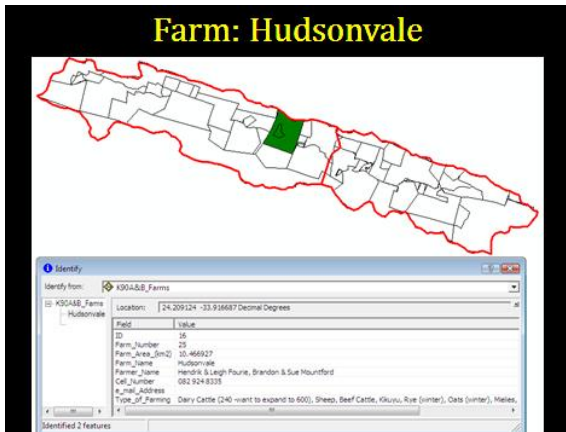 Farm: Hudsonvale
Identify
Identify from: K90A&B_Farms
K90A&B_Farms
Hudsonvale
Location: 24.209124 -33.916687 Decimal Degrees
Field Value
ID 16
Farm_Number 25
Farm_Area_(km2) 10.466927
Farm_Name Hudsonvale
Farmer_Name Hendrik & Leigh Fourie, Brandon & Sue Mountford
Cell_Number 082 924 8335
e_mail_Address
Type_of_Farming Dairy Cattle (240 -want to expand to 600), Sheep, Beef Cattle, Kikuyu, Rye (winter), Oats (winter), Mielies,
Identified 2 features